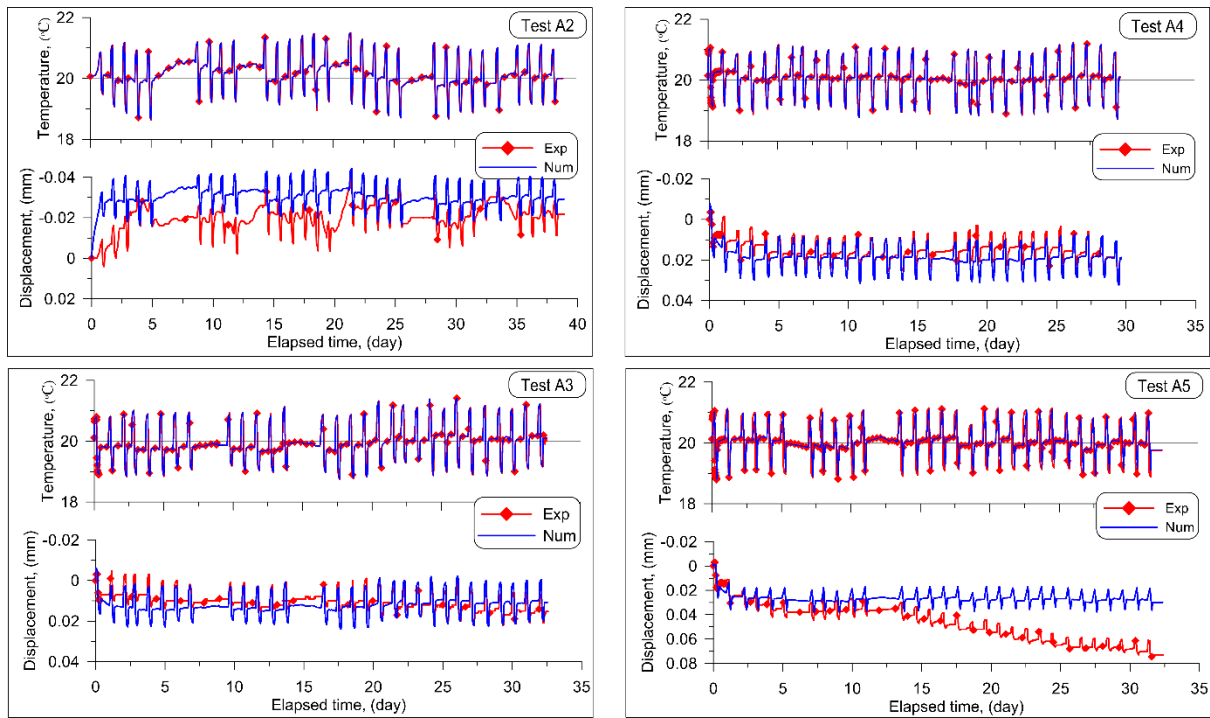 Test A2
Temperature, (°C)
22
20
18
Exp
Num
Displacement, (mm)
-0.04
-0.02
0
0.02
0 5 10 15 20 25 30 35 40
Elapsed time, (day)
Test A4
Temperature, (°C)
22
20
18
Exp
Num
Displacement, (mm)
-0.02
0
0.02
0.04
0 5 10 15 20 25 30 35
Elapsed time, (day)
Test A3
Temperature, (°C)
22
20
18
Exp
Num
Displacement, (mm)
-0.02
0
0.02
0.04
0 5 10 15 20 25 30 35
Elapsed time, (day)
Test A5
Temperature, (°C)
22
20
18
Exp
Num
Displacement, (mm)
-0.02
0
0.02
0.04
0.06
0.08
0 5 10 15 20 25 30 35
Elapsed time, (day)